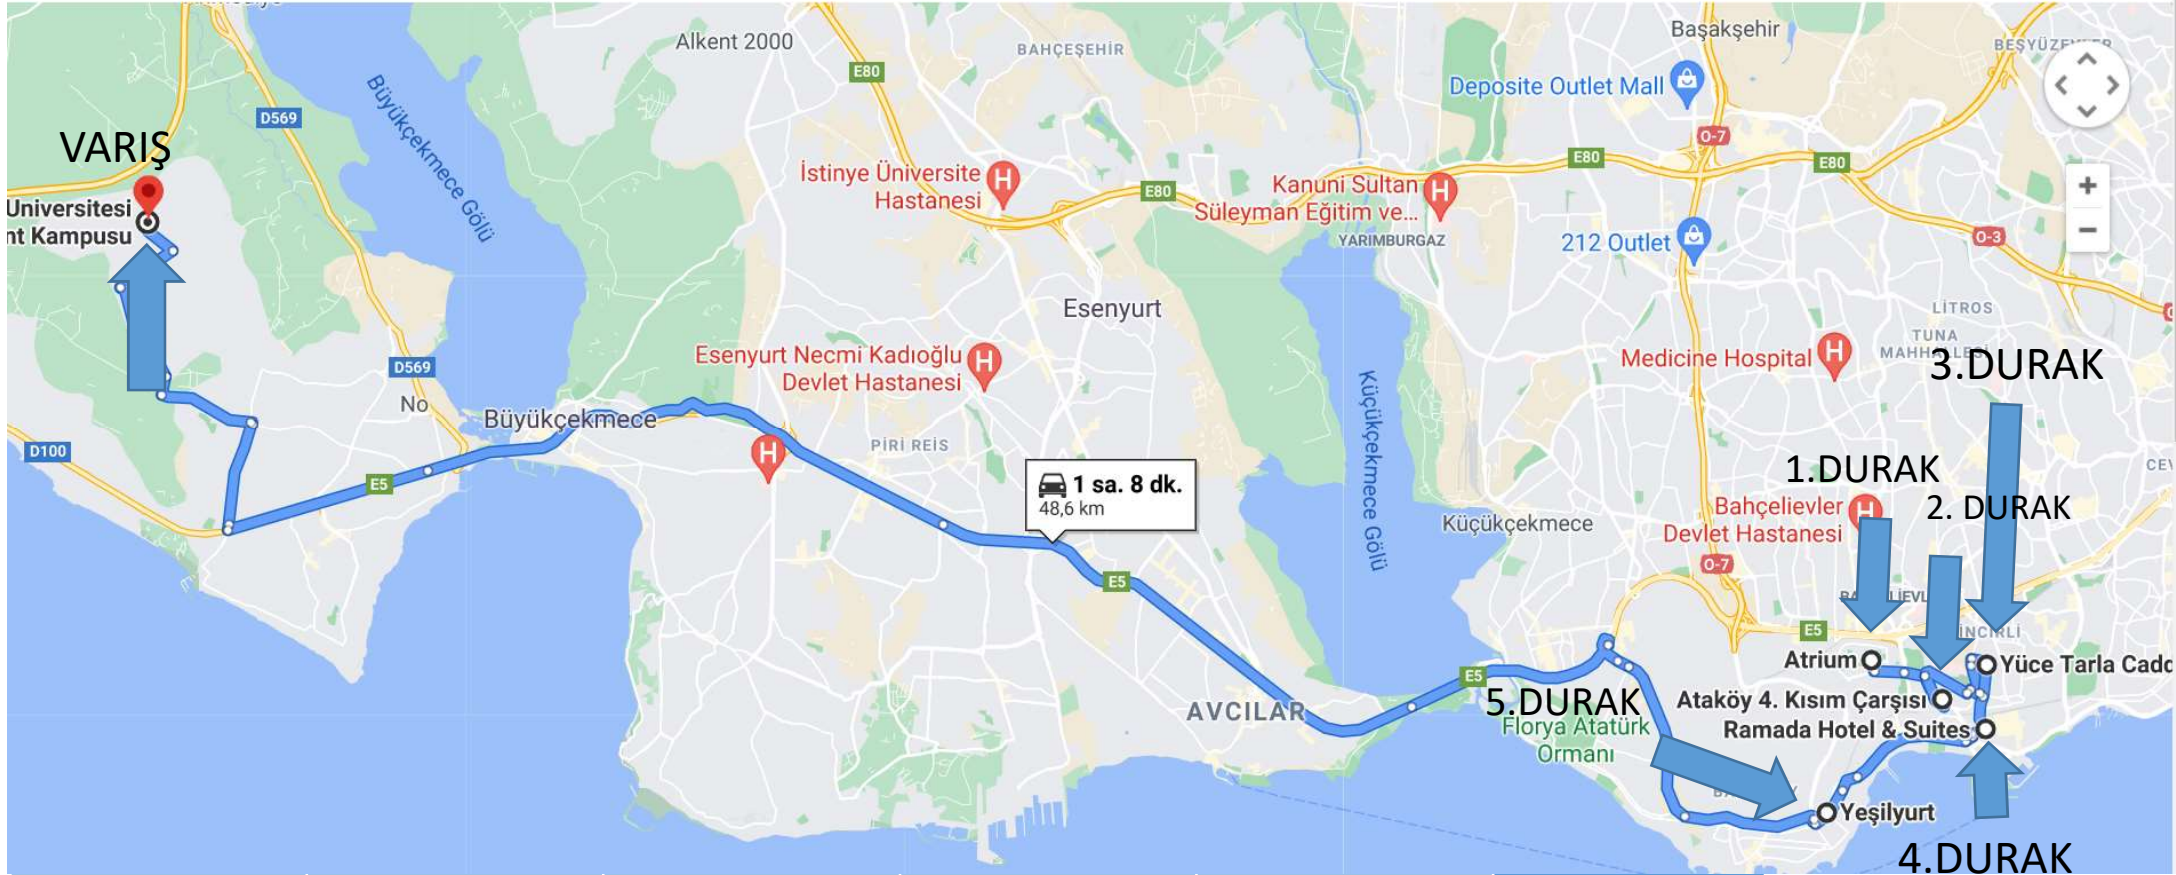 Alkent 2000
BAHÇEŞEHİR
Başakşehir
E80
Deposite Outlet Mall
D569
Büyükçekmece Gölü
VARIŞ
O-7
E80
E80
İstinye Üniversite
Hastanesi
E80
Kanuni Sultan
Süleyman Eğitim ve...
YARIMBURGAZ
Universitesi
nt Kampusu
212 Outlet
O-3
Esenyurt
LİTROS
TUNA
Esenyurt Necmi Kadıoğlu
Devlet Hastanesi
Medicine Hospital
3.DURAK
D569
No
Büyükçekmece
Küçükçekmece Gölü
D100
PİRİ REİS
1 sa. 8 dk.
48,6 km
E5
1.DURAK
Bahçelievler
Devlet Hastanesi
2. DURAK
Küçükçekmece
O-7
E5
E5
Atrium
Yüce Tarla Cadd
E5
5.DURAK
Florya Atatürk
Ormanı
AVCILAR
Ataköy 4. Kısım Çarşısı
Ramada Hotel & Suites
Yeşilyurt
4.DURAK